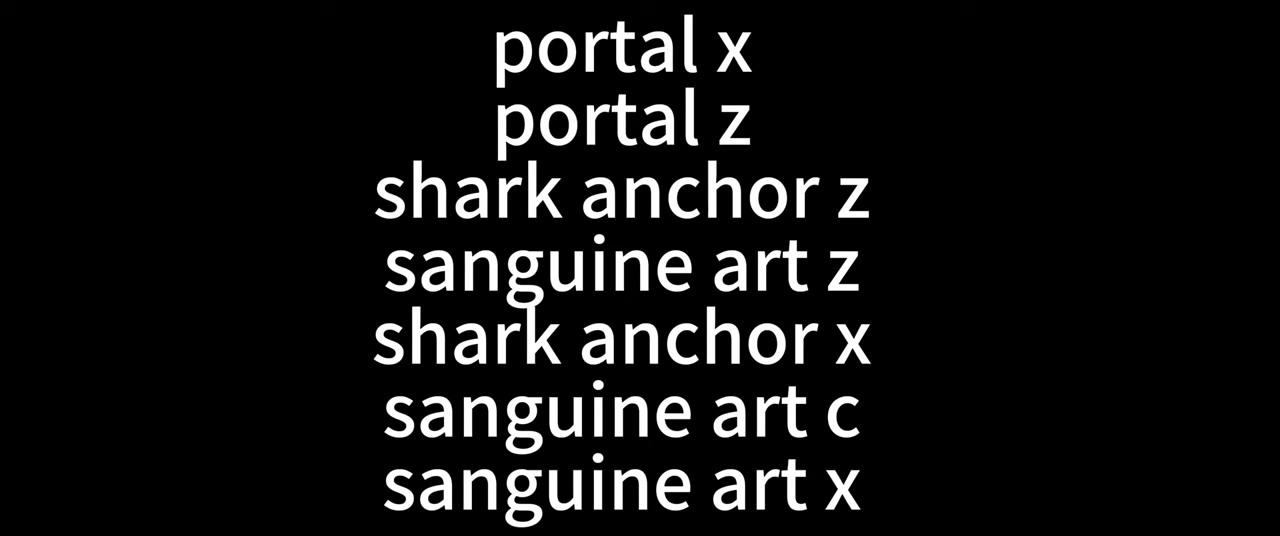 portal x
portal z
shark anchor z
sanguine art z
shark anchor x
sanguine art c
sanguine art x